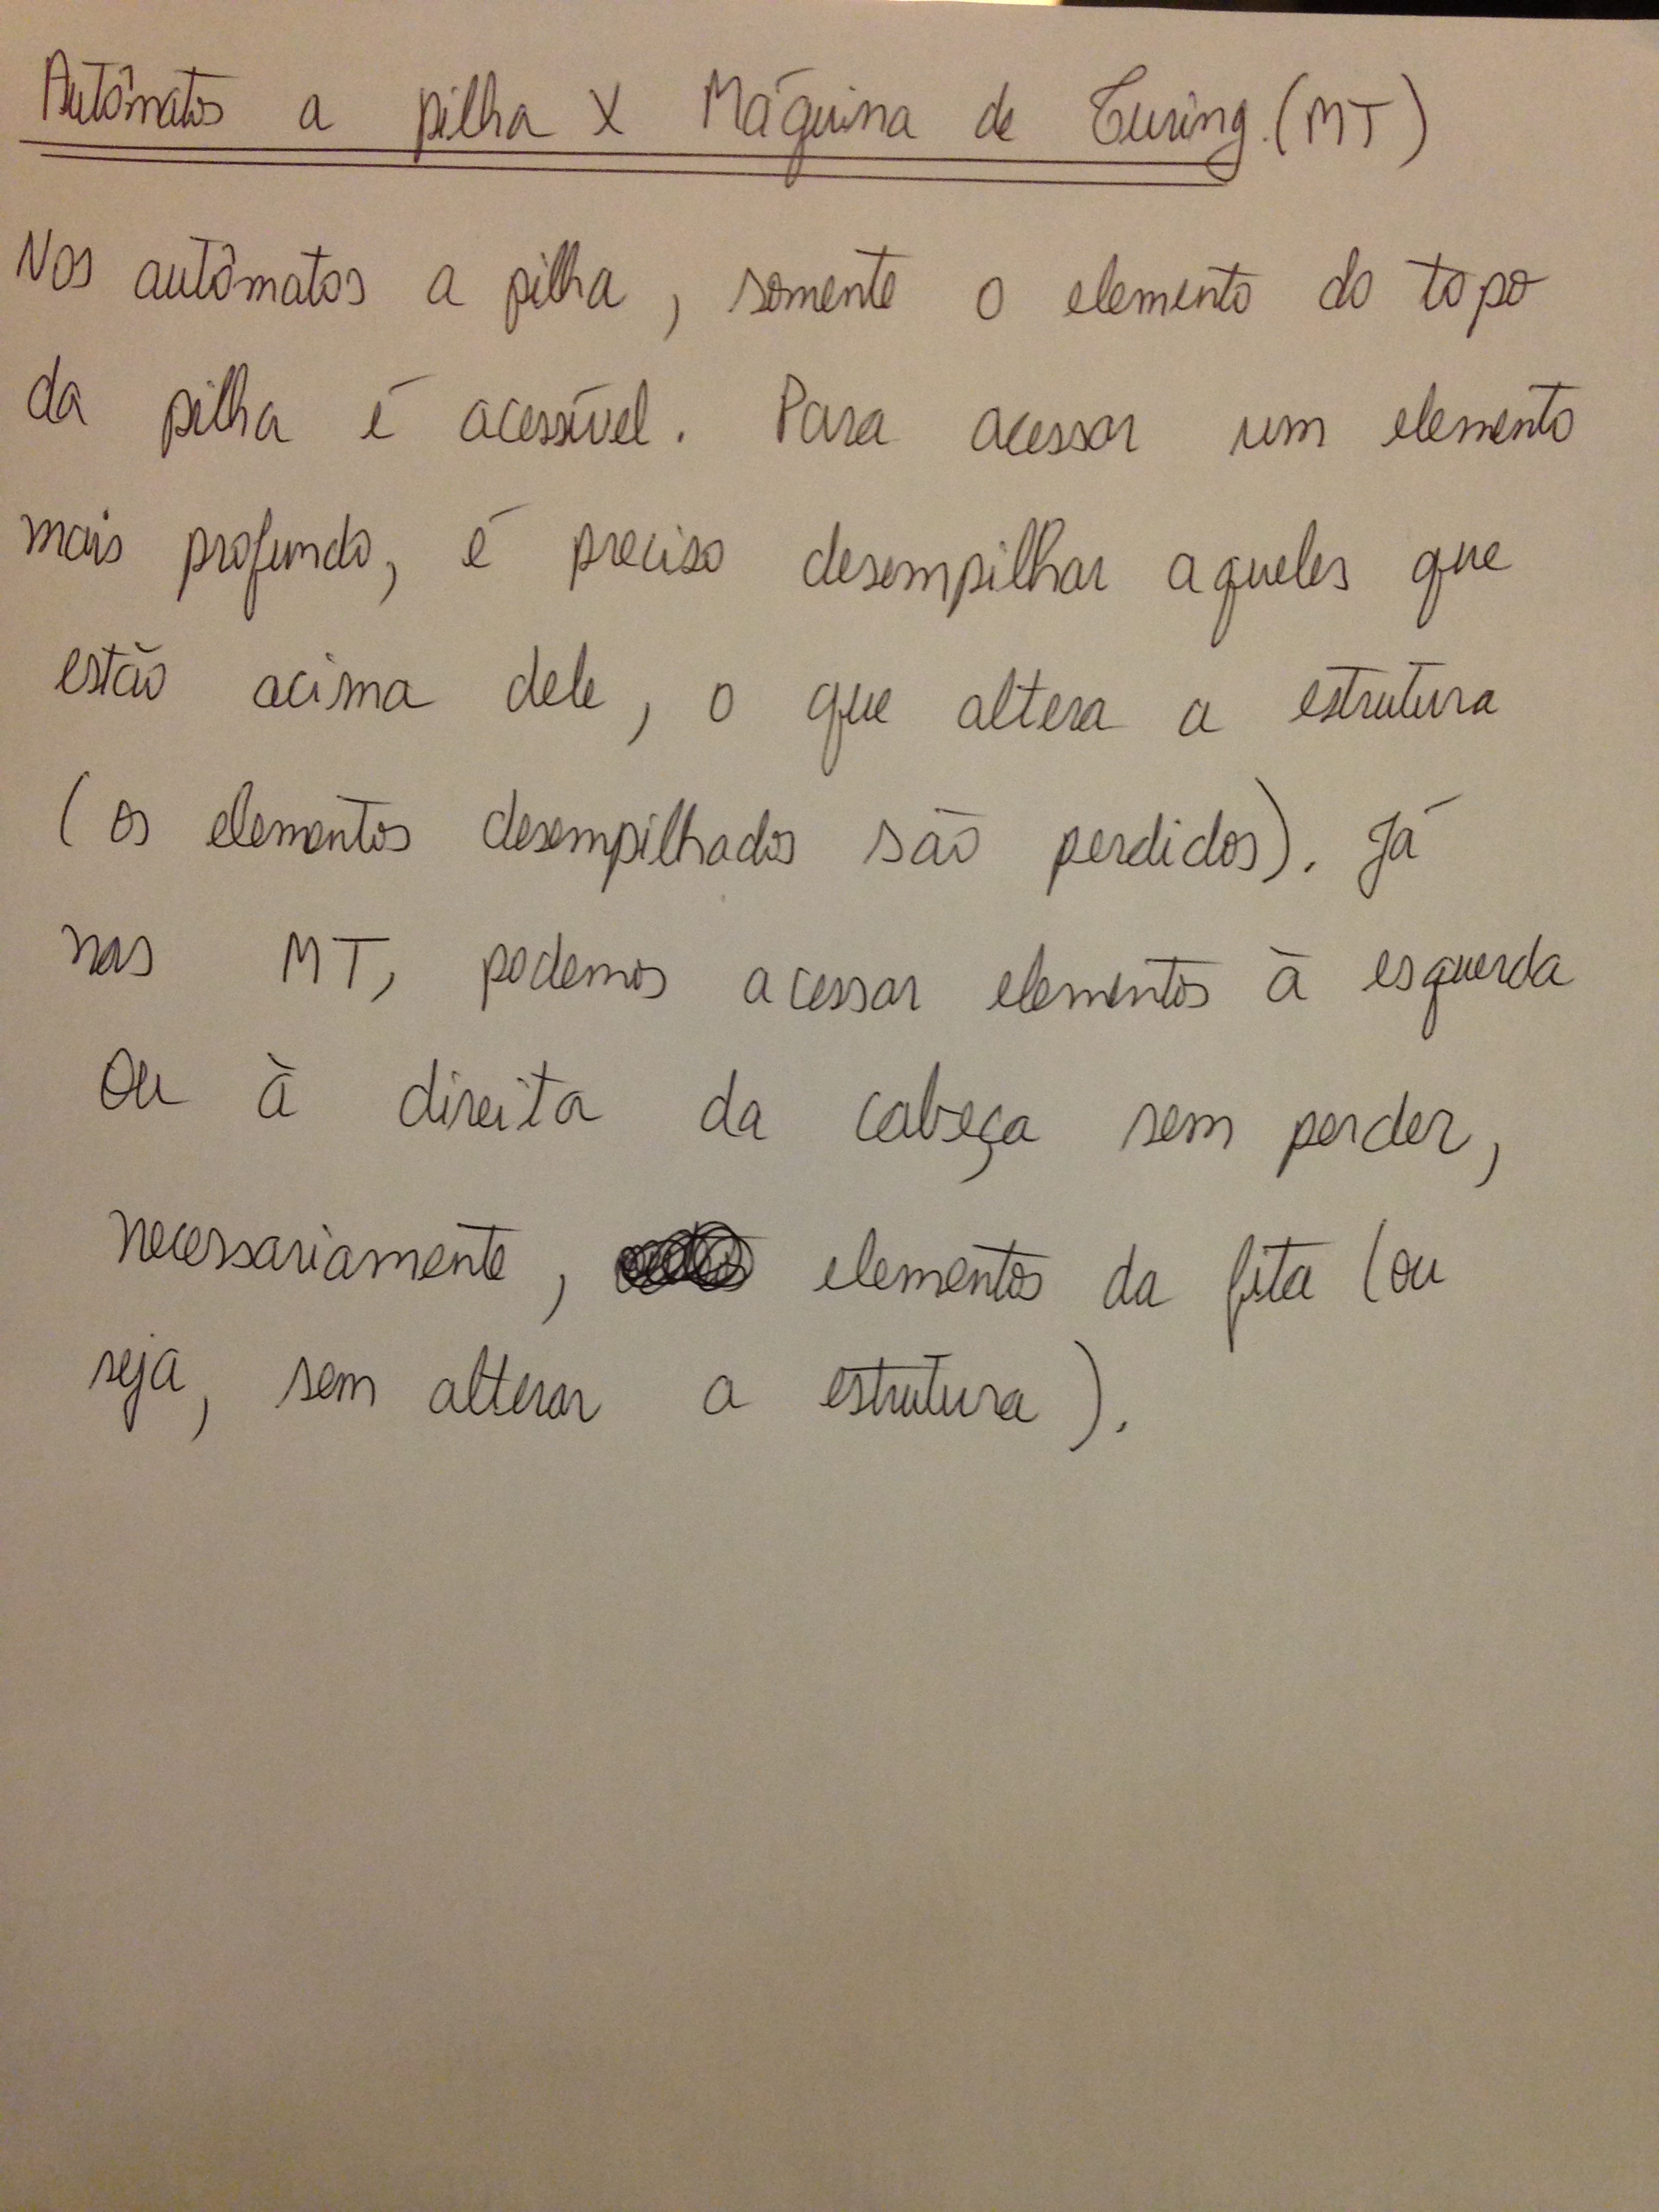 Autômatos a pilha X Máquina de Turing. (MT)
Nos autômatos a pilha, somente o elemento do topo
da pilha é acessível. Para acessar um elemento
mais profundo, é preciso desempilhar aqueles que
estão acima dele, o que altera a estrutura
(os elementos desempilhados são perdidos). Já
nas MT, podemos acessar elementos à esquerda
ou à direita da cabeça sem perder,
necessariamente, elementos da fita (ou
seja, sem alterar a estrutura).